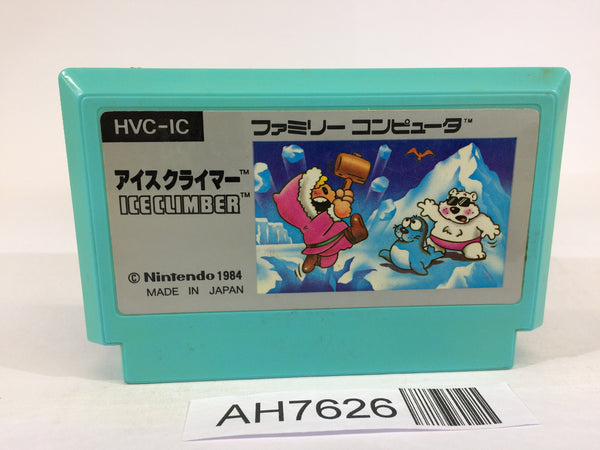 HVC-IC
ファミリー コンピュータ™
アイスクライマー™
ICE CLIMBER™
© Nintendo 1984
MADE IN JAPAN
AH7626